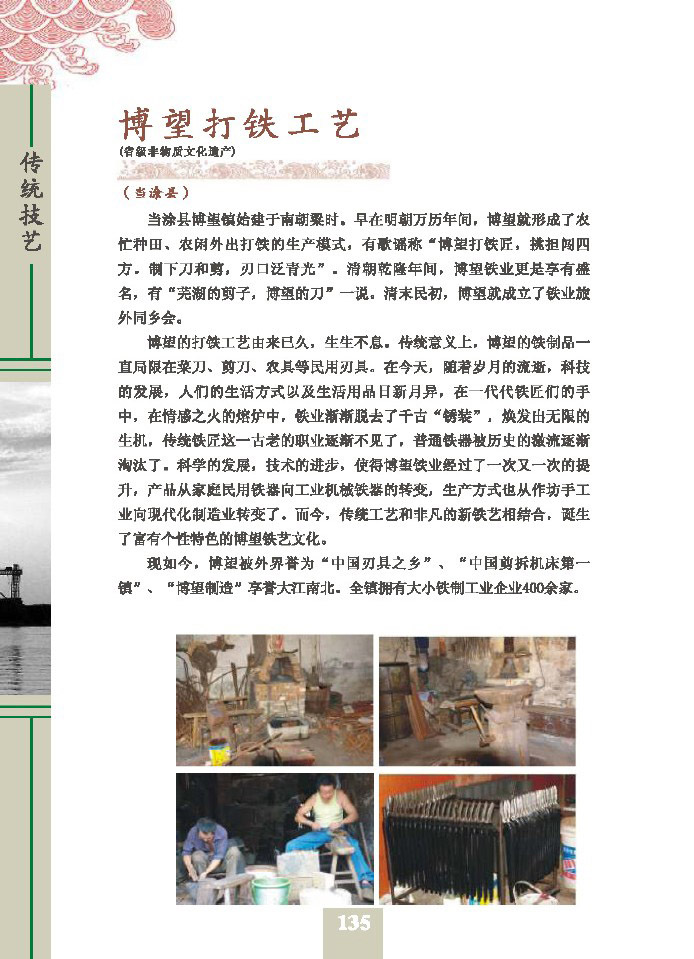 传统技艺
博望打铁工艺
(省级非物质文化遗产)
（当涂县）
当涂县博望镇始建于南朝梁时。早在明朝万历年间，博望就形成了农
忙种田、农闲外出打铁的生产模式，有歌谣称“博望打铁匠，挑担闯四
方。制下刀和剪，刃口泛青光”。清朝乾隆年间，博望铁业更是享有盛
名，有“芜湖的剪子，博望的刀”一说。清末民初，博望就成立了铁业旅
外同乡会。
博望的打铁工艺由来已久，生生不息。传统意义上，博望的铁制品一
直局限在菜刀、剪刀、农具等民用刃具。在今天，随着岁月的流逝，科技
的发展，人们的生活方式以及生活用品日新月异，在一代代铁匠们的手
中，在情感之火的熔炉中，铁业渐渐脱去了千古“锈装”，焕发出无限的
生机，传统铁匠这一古老的职业逐渐不见了，普通铁器被历史的激流逐渐
淘汰了。科学的发展，技术的进步，使得博望铁业经过了一次又一次的提
升，产品从家庭民用铁器向工业机械铁器的转变，生产方式也从作坊手工
业向现代化制造业转变了。而今，传统工艺和非凡的新铁艺相结合，诞生
了富有个性特色的博望铁艺文化。
现如今，博望被外界誉为“中国刃具之乡”、“中国剪折机床第一
镇”、“博望制造”享誉大江南北。全镇拥有大小铁制工业企业400余家。
135